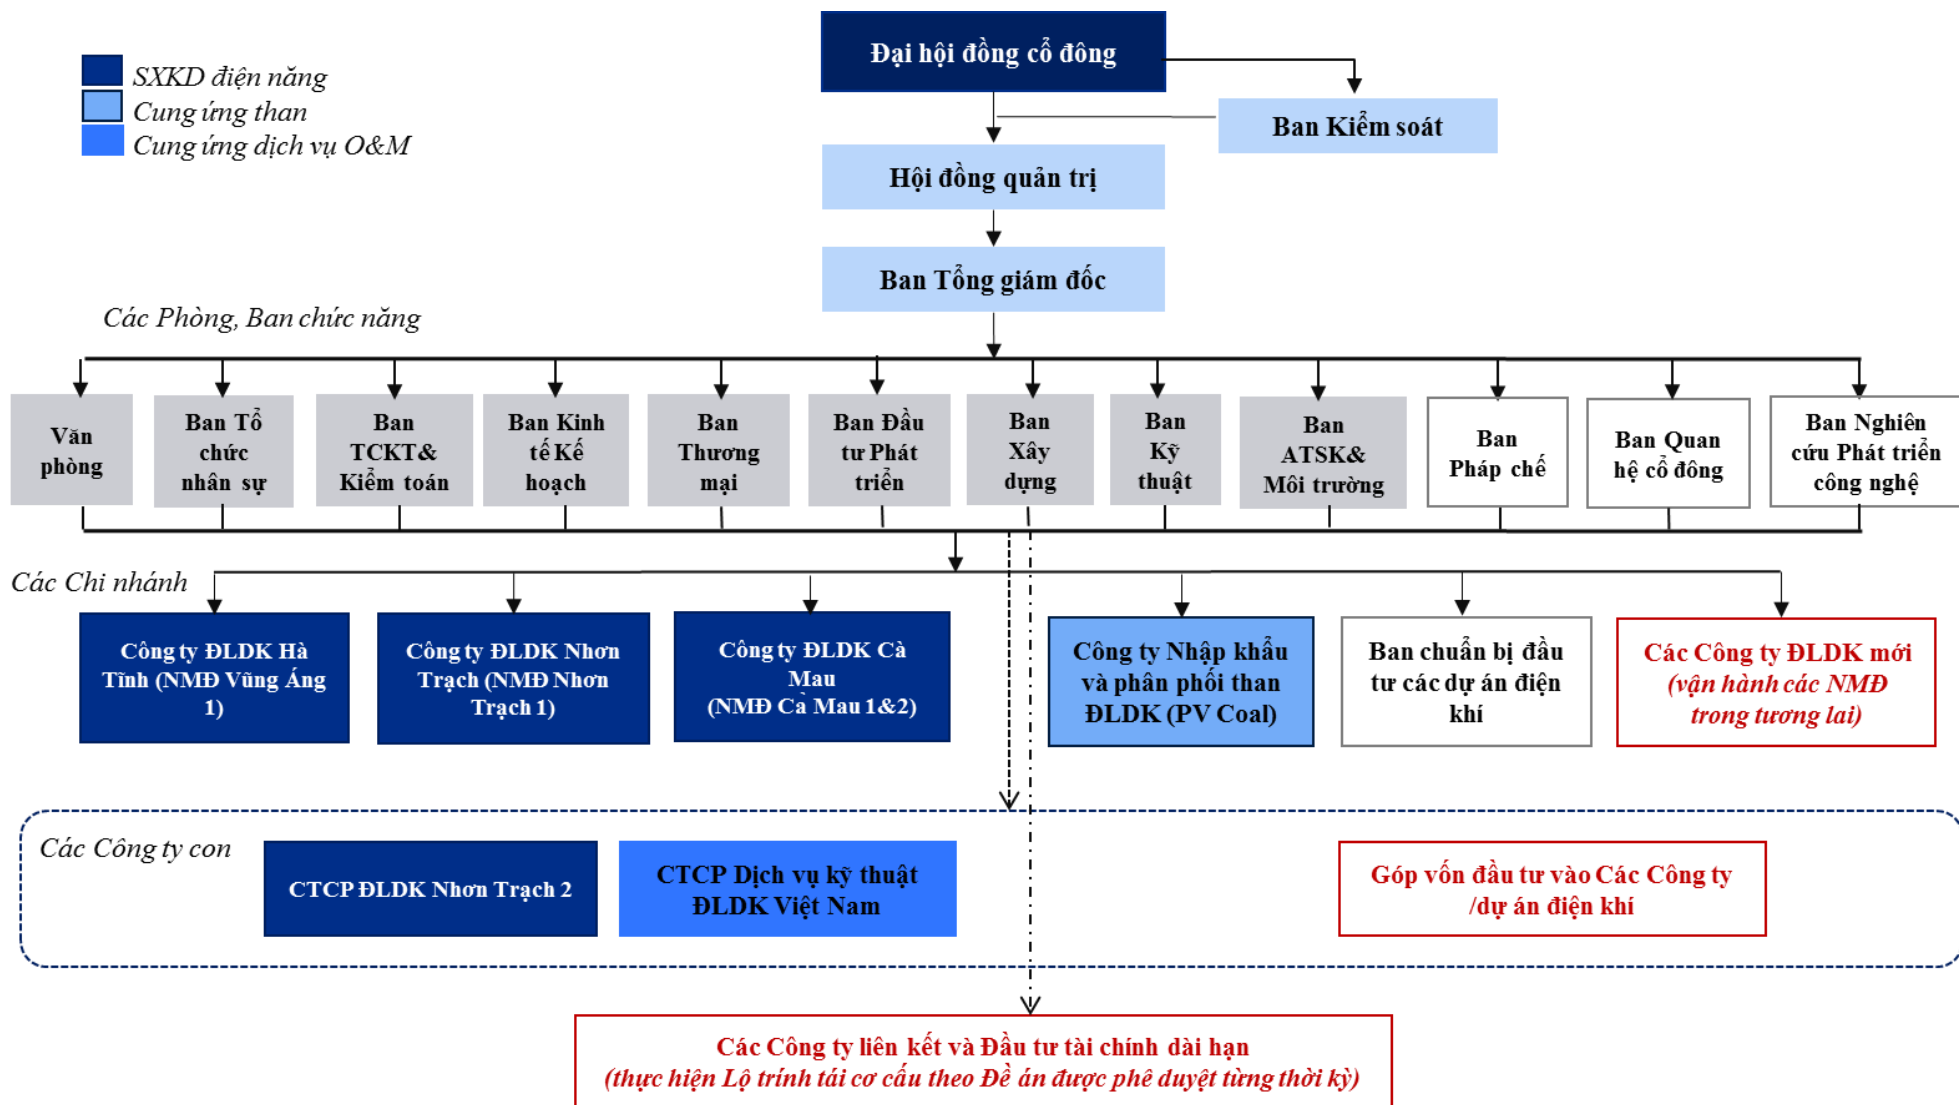 Đại hội đồng cổ đông
SXKD điện năng
Cung ứng than
Cung ứng dịch vụ O&M
Ban Kiểm soát
Hội đồng quản trị
Ban Tổng giám đốc
Các Phòng, Ban chức năng
Văn
phòng
Ban Tổ
chức
nhân sự
Ban
TCKT&
Kiểm toán
Ban Kinh
tế Kế
hoạch
Ban
Thương
mại
Ban Đầu
tư Phát
triển
Ban
Xây
dựng
Ban
Kỹ
thuật
Ban
ATSK&
Môi trường
Ban
Pháp chế
Ban Quan
hệ cổ đông
Ban Nghiên
cứu Phát triển
công nghệ
Các Chi nhánh
Công ty ĐLDK Hà
Tĩnh (NMĐ Vũng Áng
1)
Công ty ĐLDK Nhơn
Trạch (NMĐ Nhơn
Trạch 1)
Công ty ĐLDK Cà
Mau
(NMĐ Cà Mau 1&2)
Công ty Nhập khẩu
và phân phối than
ĐLDK (PV Coal)
Ban chuẩn bị đầu
tư các dự án điện
khí
Các Công ty ĐLDK mới
(vận hành các NMĐ
trong tương lai)
Các Công ty con
CTCP ĐLDK Nhơn Trạch 2
CTCP Dịch vụ kỹ thuật
ĐLDK Việt Nam
Góp vốn đầu tư vào Các Công ty
/dự án điện khí
Các Công ty liên kết và Đầu tư tài chính dài hạn
(thực hiện Lộ trính tái cơ cấu theo Đề án được phê duyệt từng thời kỳ)